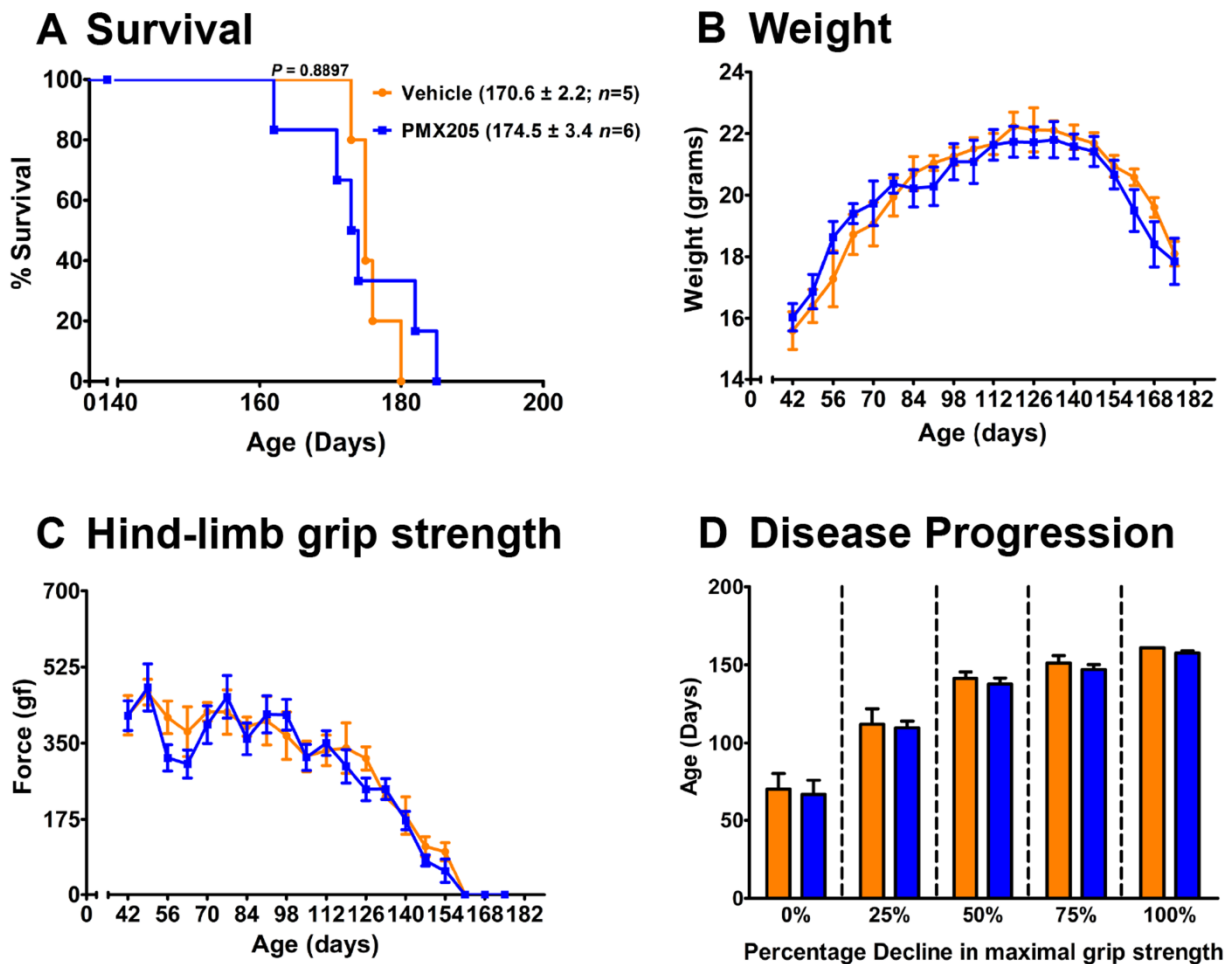 A Survival
P = 0.8897
Vehicle (170.6 ± 2.2; n=5)
PMX205 (174.5 ± 3.4 n=6)
% Survival
100
80
60
40
20
0
0 140 160 180 200
Age (Days)
B Weight
Weight (grams)
24
22
20
18
16
14
0 42 56 70 84 98 112 126 140 154 168 182
Age (days)
C Hind-limb grip strength
Force (gf)
700
525
350
175
0
0 42 56 70 84 98 112 126 140 154 168 182
Age (days)
D Disease Progression
Age (Days)
200
150
100
50
0
0% 25% 50% 75% 100%
Percentage Decline in maximal grip strength